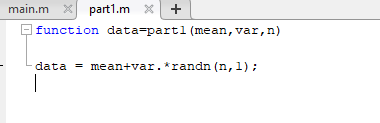 main.m × part1.m × +
function data=part1(mean,var,n)
data = mean+var.*randn(n,1);